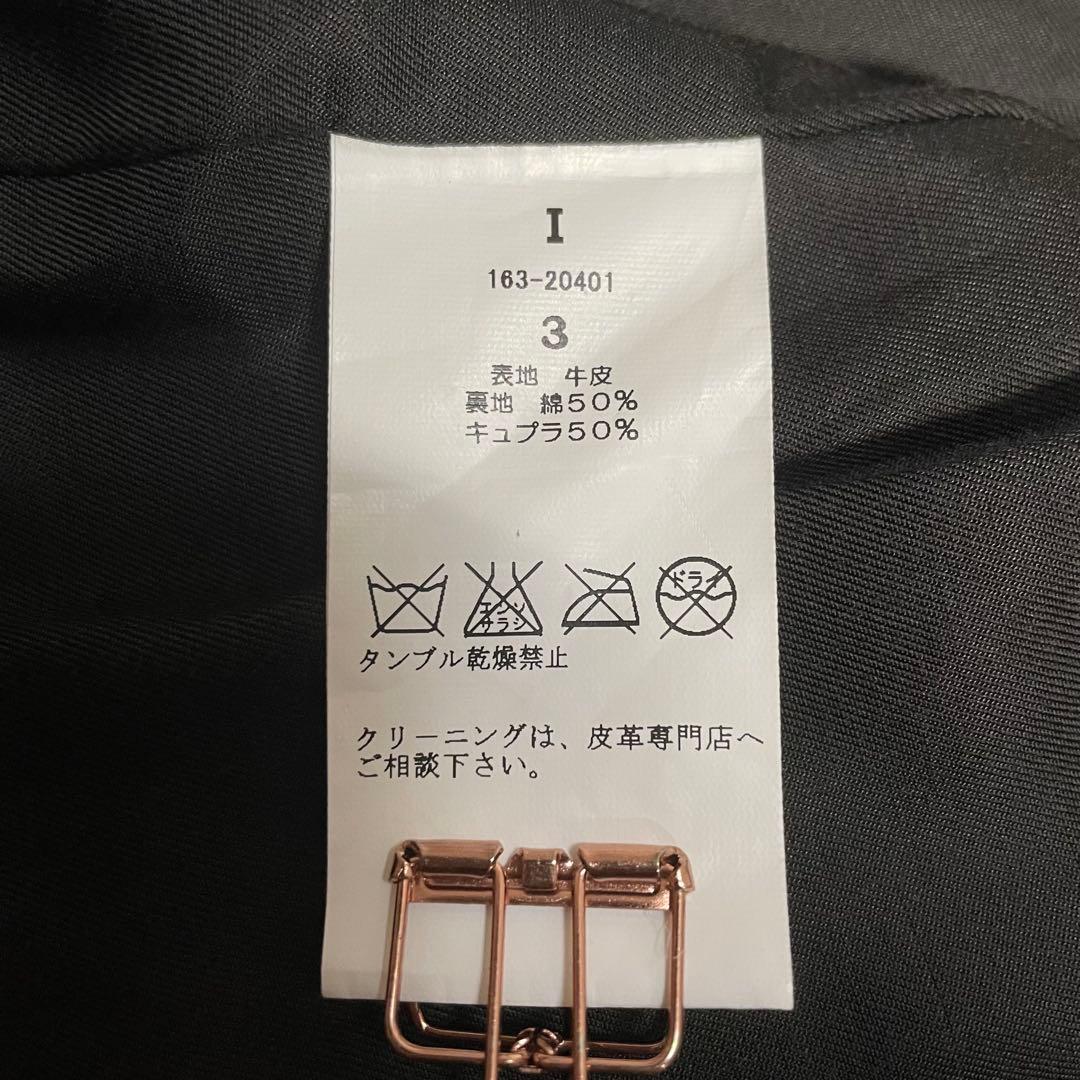 I
163-20401
3
表地 牛皮
裏地 綿50%
キュプラ50%
エンソ サラシ
ドライ
タンブル乾燥禁止
クリーニングは、皮革専門店へ
ご相談下さい。